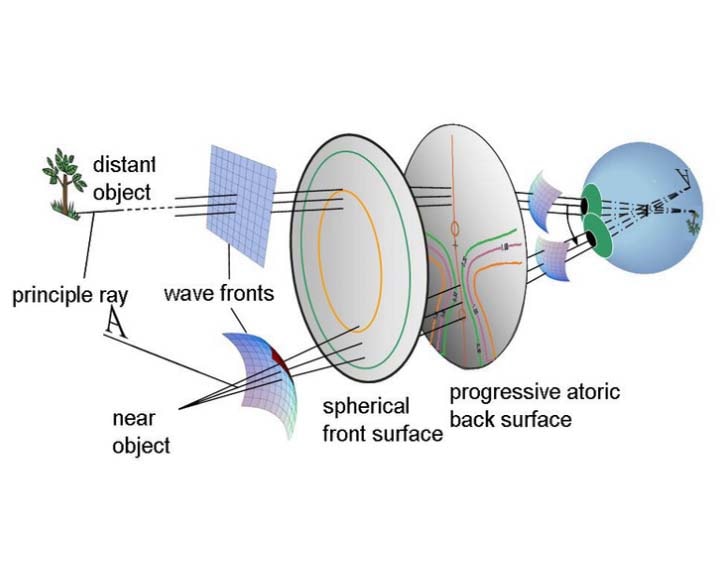 distant
object
principle ray
wave fronts
A
A
near
object
spherical
front surface
progressive atoric
back surface